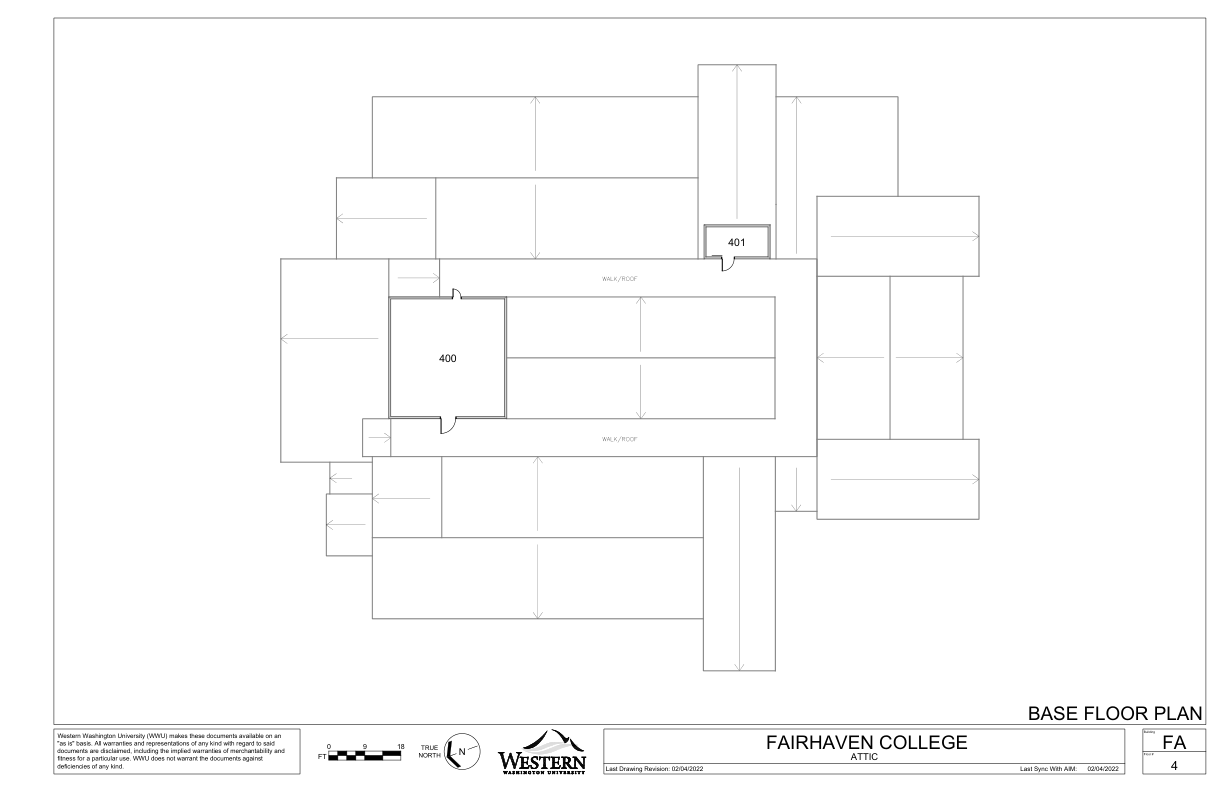 401
WALK/ROOF
400
WALK/ROOF
BASE FLOOR PLAN
Western Washington University (WWU) makes these documents available on an
"as is" basis. All warranties and representations of any kind with regard to said
documents are disclaimed, including the implied warranties of merchantability and
fitness for a particular use. WWU does not warrant the documents against
deficiencies of any kind.
FT 0 9 18
TRUE
NORTH
N
WESTERN
WASHINGTON UNIVERSITY
FAIRHAVEN COLLEGE
ATTIC
Last Drawing Revision: 02/04/2022
Last Sync With AIM: 02/04/2022
Building
FA
Floor#
4